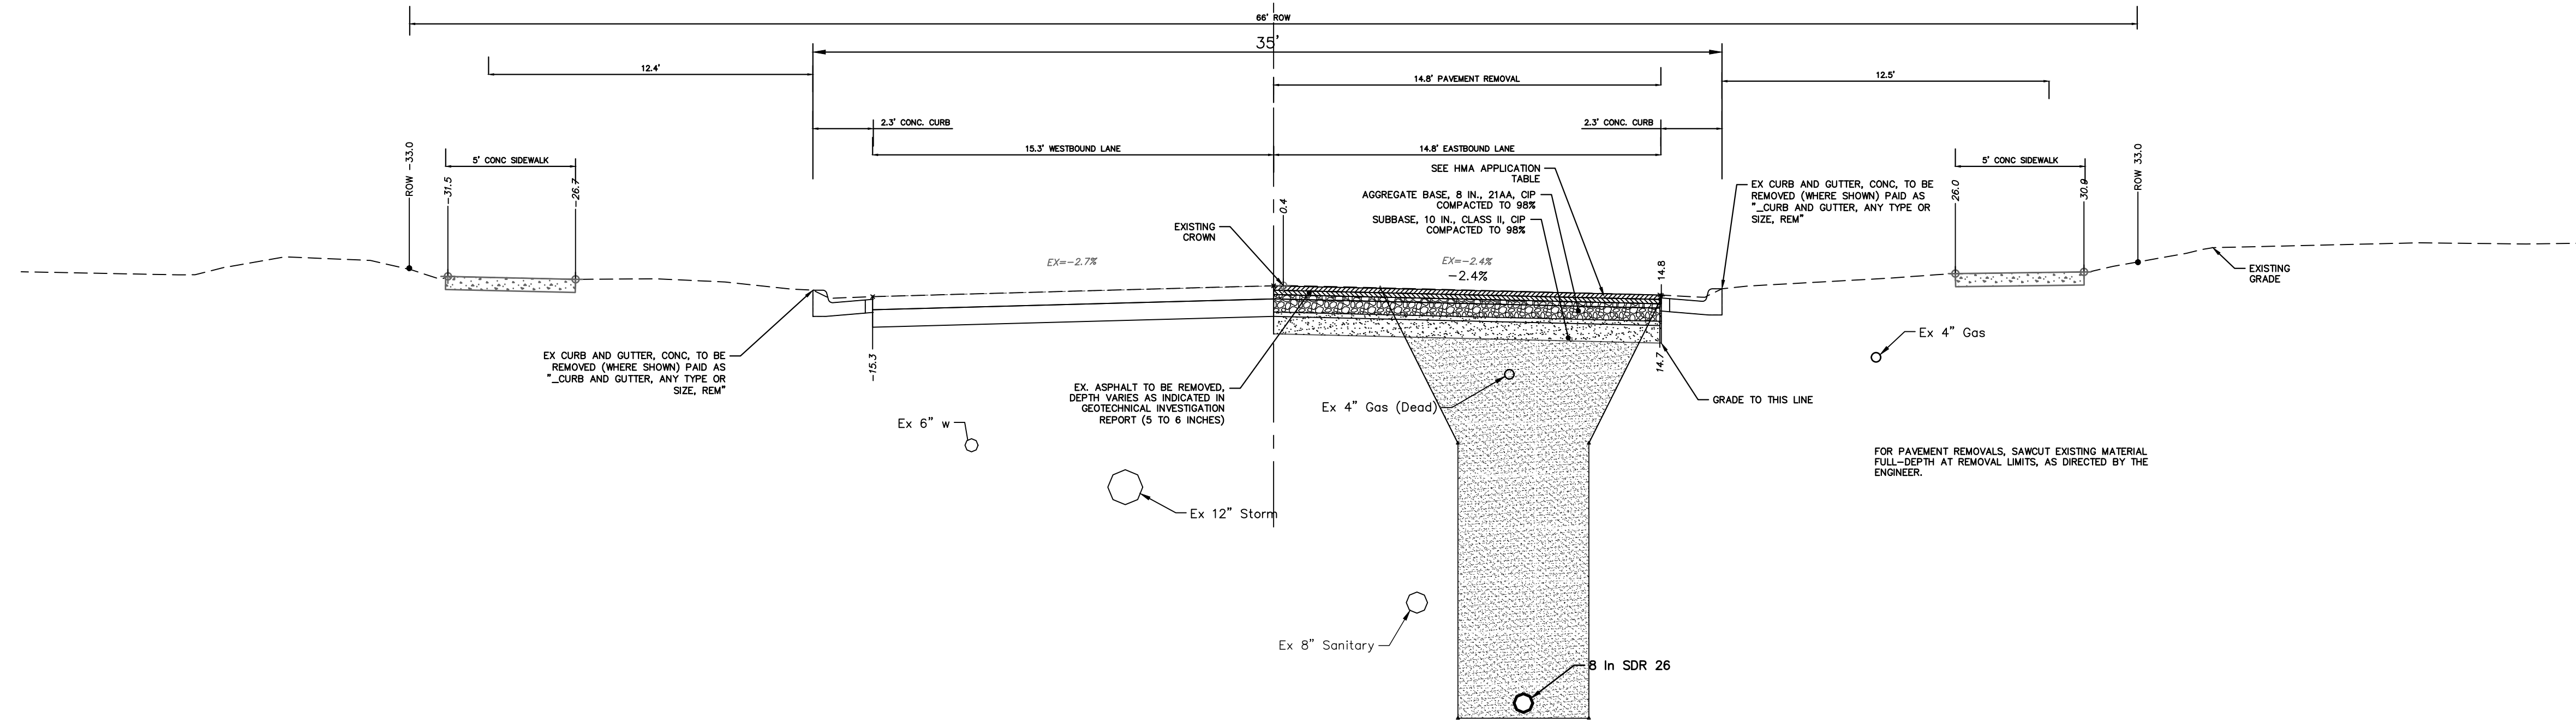 66' ROW
35'
12.4'
14.8' PAVEMENT REMOVAL
12.5'
2.3' CONC. CURB
2.3' CONC. CURB
15.3' WESTBOUND LANE
14.8' EASTBOUND LANE
ROW -33.0
5' CONC SIDEWALK
-31.5
-26.7
SEE HMA APPLICATION
TABLE
AGGREGATE BASE, 8 IN., 21AA, CIP
COMPACTED TO 98%
SUBBASE, 10 IN., CLASS II, CIP
COMPACTED TO 98%
EX CURB AND GUTTER, CONC, TO BE
REMOVED (WHERE SHOWN) PAID AS
"_CURB AND GUTTER, ANY TYPE OR
SIZE, REM"
5' CONC SIDEWALK
26.0
30.9
ROW 33.0
0.4
EXISTING
CROWN
EX=-2.7%
EX=-2.4%
-2.4%
14.8
EXISTING
GRADE
Ex 4" Gas
EX CURB AND GUTTER, CONC, TO BE
REMOVED (WHERE SHOWN) PAID AS
"_CURB AND GUTTER, ANY TYPE OR
SIZE, REM"
-15.3
14.7
EX. ASPHALT TO BE REMOVED,
DEPTH VARIES AS INDICATED IN
GEOTECHNICAL INVESTIGATION
REPORT (5 TO 6 INCHES)
Ex 4" Gas (Dead)
GRADE TO THIS LINE
Ex 6" w
FOR PAVEMENT REMOVALS, SAWCUT EXISTING MATERIAL
FULL-DEPTH AT REMOVAL LIMITS, AS DIRECTED BY THE
ENGINEER.
Ex 12" Storm
Ex 8" Sanitary
8 In SDR 26